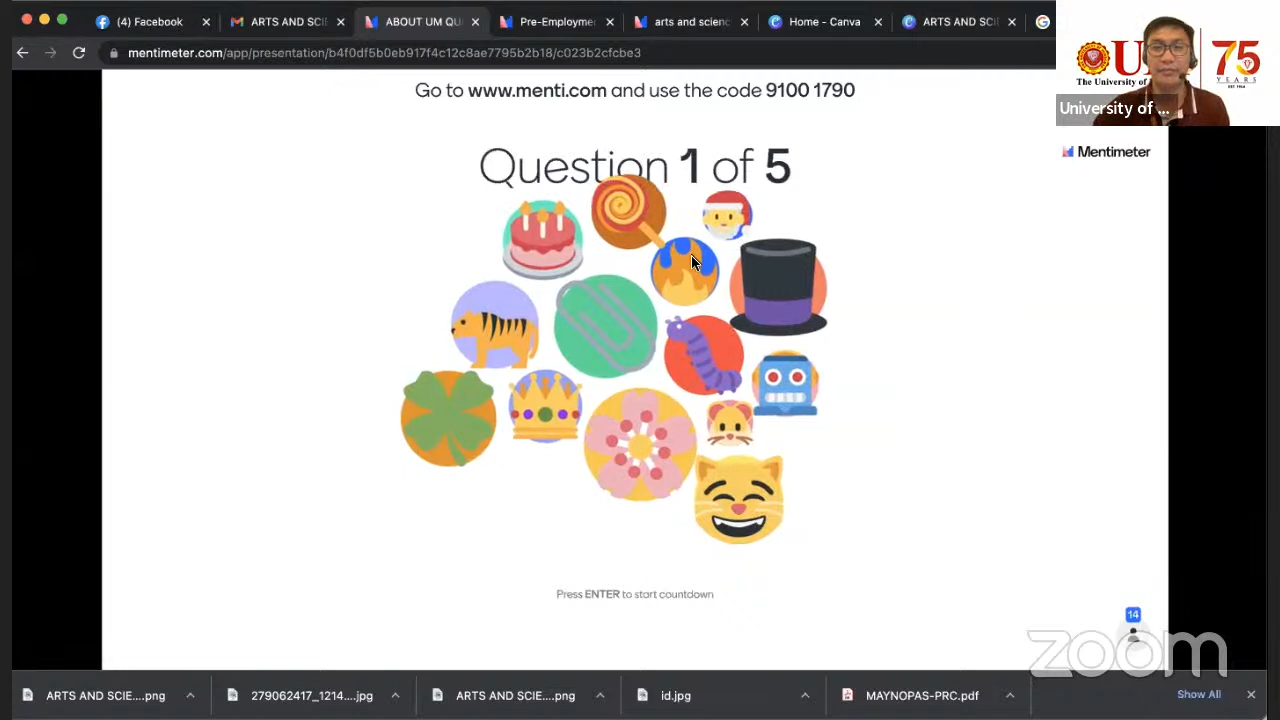 (4) Facebook
ARTS AND SCIE
ABOUT UM QU
Pre-Employme
arts and scienc
Home - Canva
ARTS AND SCIE
mentimeter.com/app/presentation/b4f0df5b0eb917f4c12c8ae7795b2b18/c023b2cfcbe3
75
YEARS
The University of
University of ...
Go to www.menti.com and use the code 9100 1790
Mentimeter
Question 1 of 5
Press ENTER to start countdown
14
zoom
ARTS AND SCIE....png
279062417_1214....jpg
ARTS AND SCIE....png
id.jpg
MAYNOPAS-PRC.pdf
Show All